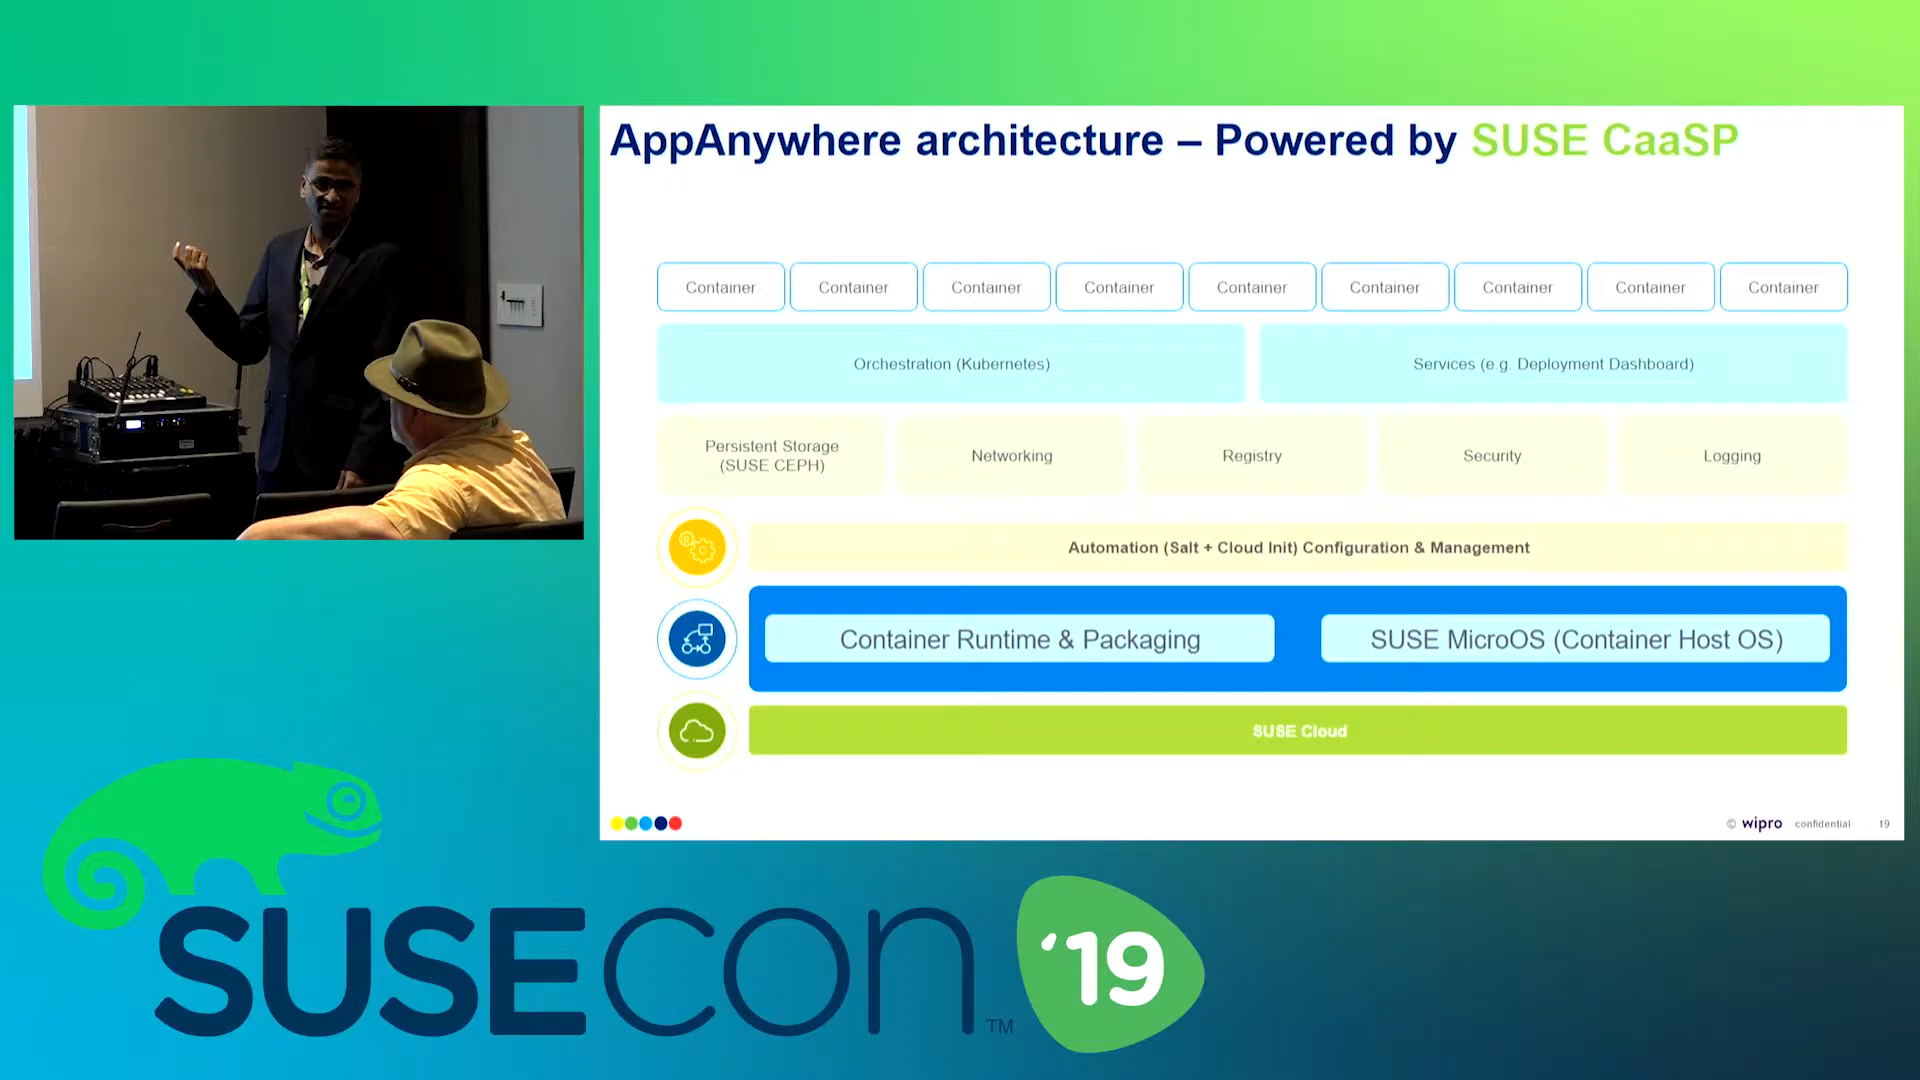 AppAnywhere architecture – Powered by SUSE CaaSP
Container Container Container Container Container Container Container Container Container
Orchestration (Kubernetes) Services (e.g. Deployment Dashboard)
Persistent Storage
(SUSE CEPH)
Networking Registry Security Logging
Automation (Salt + Cloud Init) Configuration & Management
Container Runtime & Packaging SUSE MicroOS (Container Host OS)
SUSE Cloud
© wipro confidential 19
SUSECON ™ '19